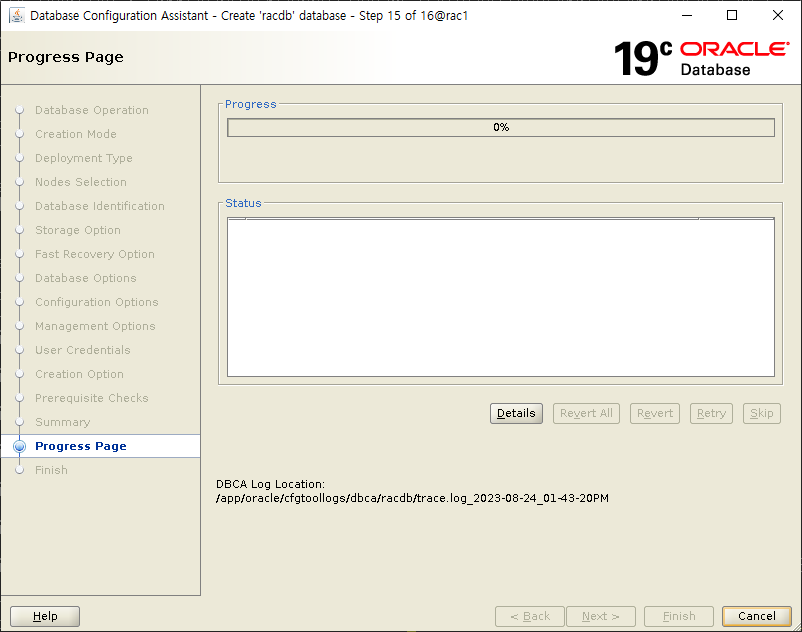 Database Configuration Assistant - Create 'racdb' database - Step 15 of 16@rac1
Progress Page
19c ORACLE
Database
Database Operation
Creation Mode
Deployment Type
Nodes Selection
Database Identification
Storage Option
Fast Recovery Option
Database Options
Configuration Options
Management Options
User Credentials
Creation Option
Prerequisite Checks
Summary
Progress Page
Finish
Progress
0%
Status
Details Revert All Revert Retry Skip
DBCA Log Location:
/app/oracle/cfgtoollogs/dbca/racdb/trace.log_2023-08-24_01-43-20PM
Help < Back Next > Finish Cancel